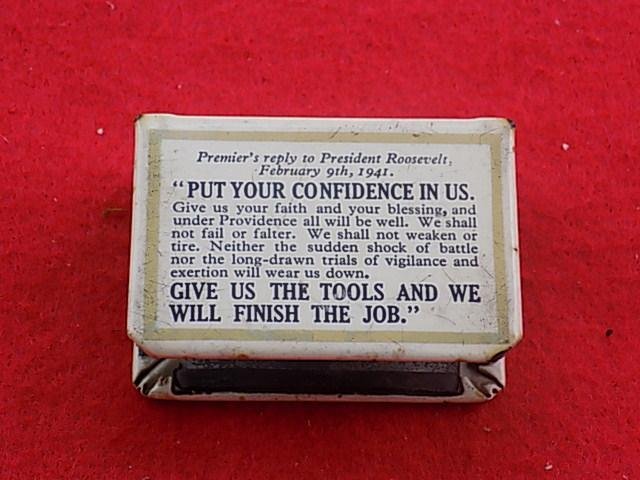 Premier's reply to President Roosevelt,
February 9th, 1941.
"PUT YOUR CONFIDENCE IN US.
Give us your faith and your blessing, and
under Providence all will be well. We shall
not fail or falter. We shall not weaken or
tire. Neither the sudden shock of battle
nor the long-drawn trials of vigilance and
exertion will wear us down.
GIVE US THE TOOLS AND WE
WILL FINISH THE JOB."